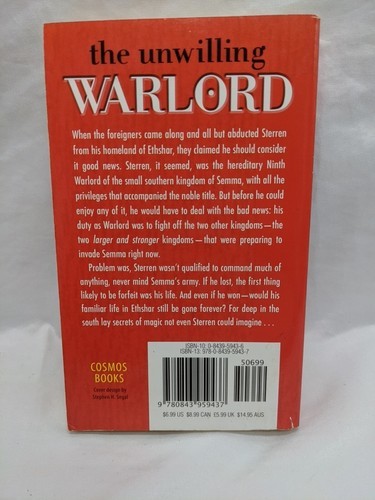 the unwilling
WARLORD
When the foreigners came along and all but abducted Sterren
from his homeland of Ethshar, they claimed he should consider
it good news. Sterren, it seemed, was the hereditary Ninth
Warlord of the small southern kingdom of Semma, with all the
privileges that accompanied the noble title. But before he could
enjoy any of it, he would have to deal with the bad news: his
duty as Warlord was to fight off the two other kingdoms—the
two larger and stronger kingdoms—that were preparing to
invade Semma right now.
Problem was, Sterren wasn't qualified to command much of
anything, never mind Semma's army. If he lost, the first thing
likely to be forfeit was his life. And even if he won—would his
familiar life in Ethshar still be gone forever? For deep in the
south lay secrets of magic not even Sterren could imagine . . .
COSMOS
BOOKS
Cover design by
Stephen H. Segal
ISBN-10: 0-8439-5943-6
ISBN-13: 978-0-8439-5943-7
50699
9 780843 959437
$6.99 US $8.99 CAN £5.99 UK $14.95 AUS